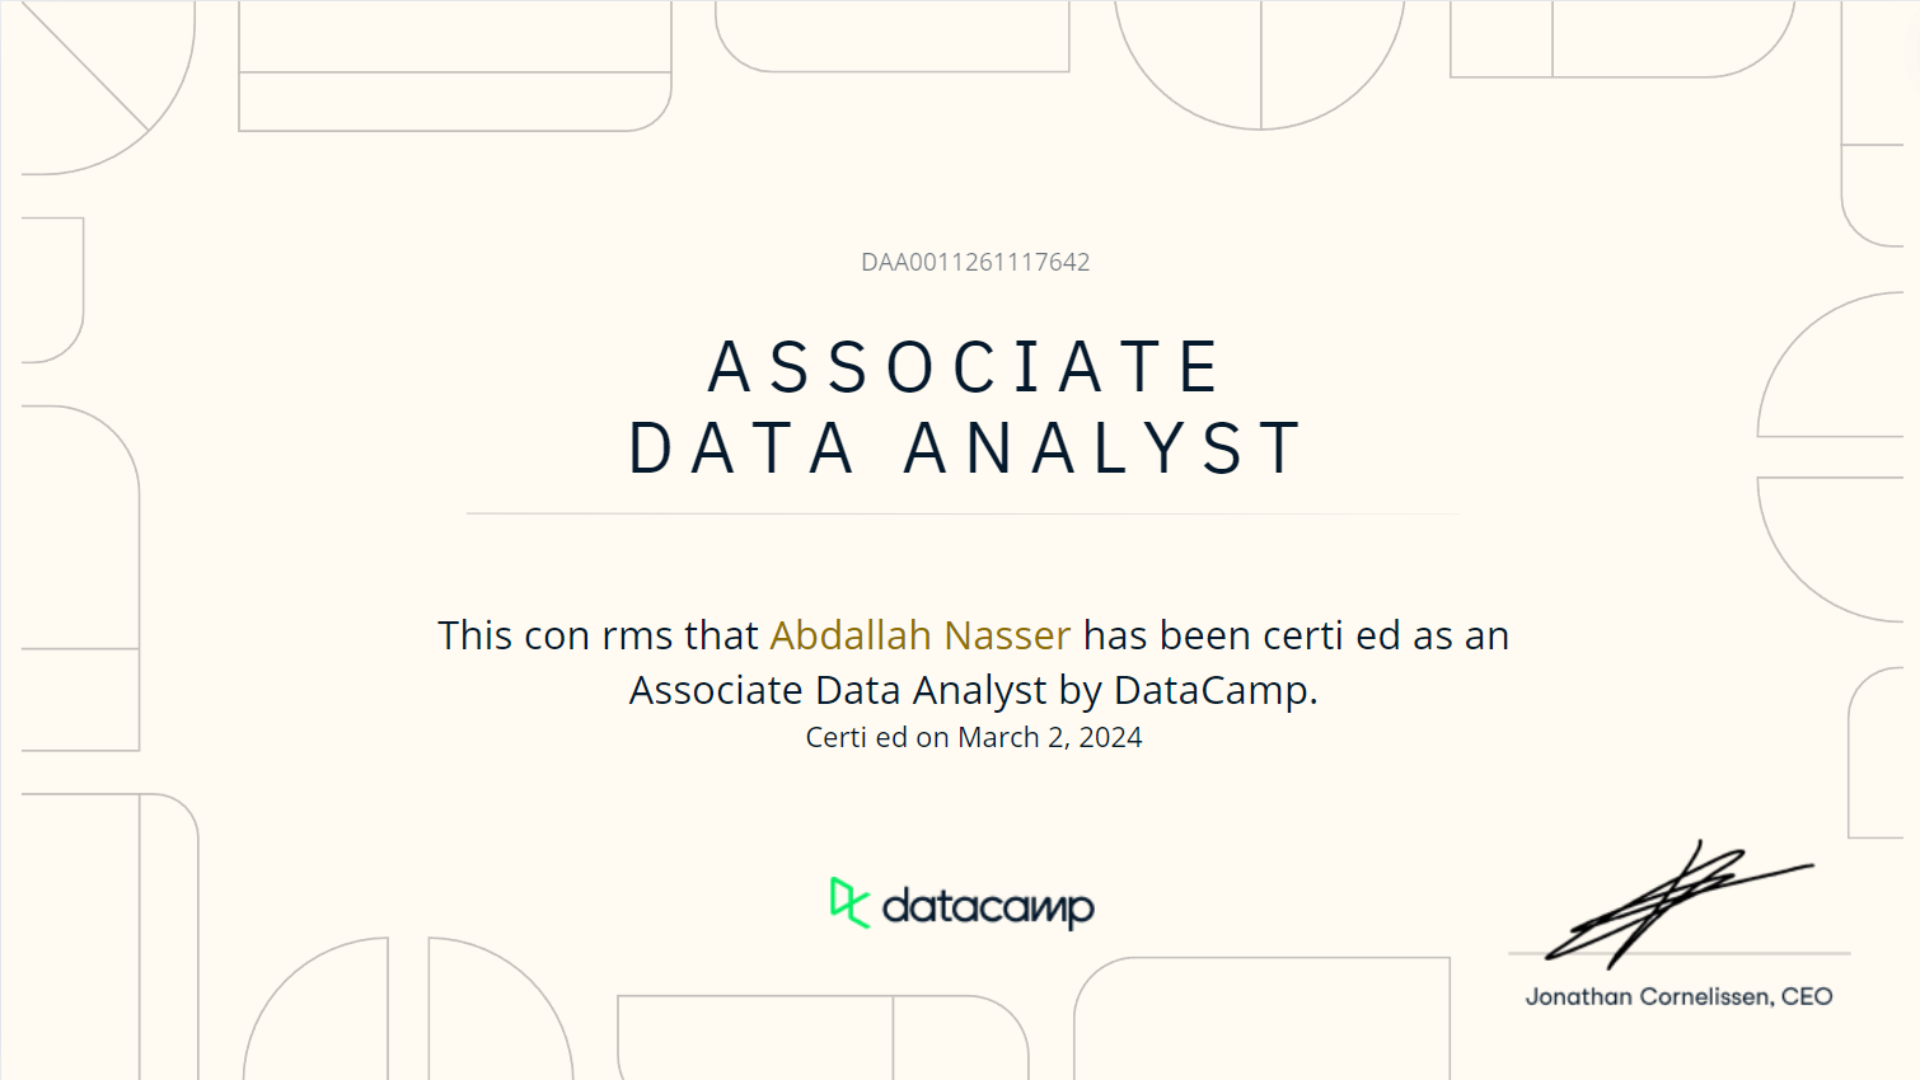 DAA0011261117642
ASSOCIATE
DATA ANALYST
This con rms that Abdallah Nasser has been certi ed as an
Associate Data Analyst by DataCamp.
Certi ed on March 2, 2024
datacamp
Jonathan Cornelissen, CEO